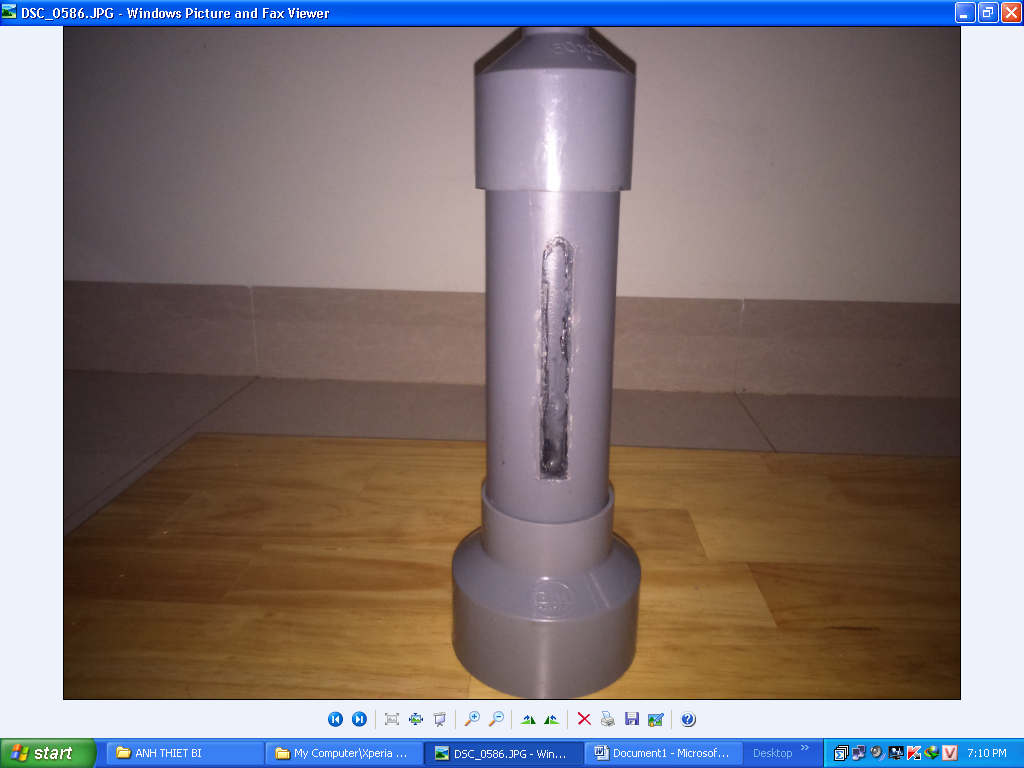 DSC_0586.JPG - Windows Picture and Fax Viewer
start
ANH THIET BI
My Computer\Xperia ...
DSC_0586.JPG - Win...
Document1 - Microsof...
Desktop
»
7:10 PM